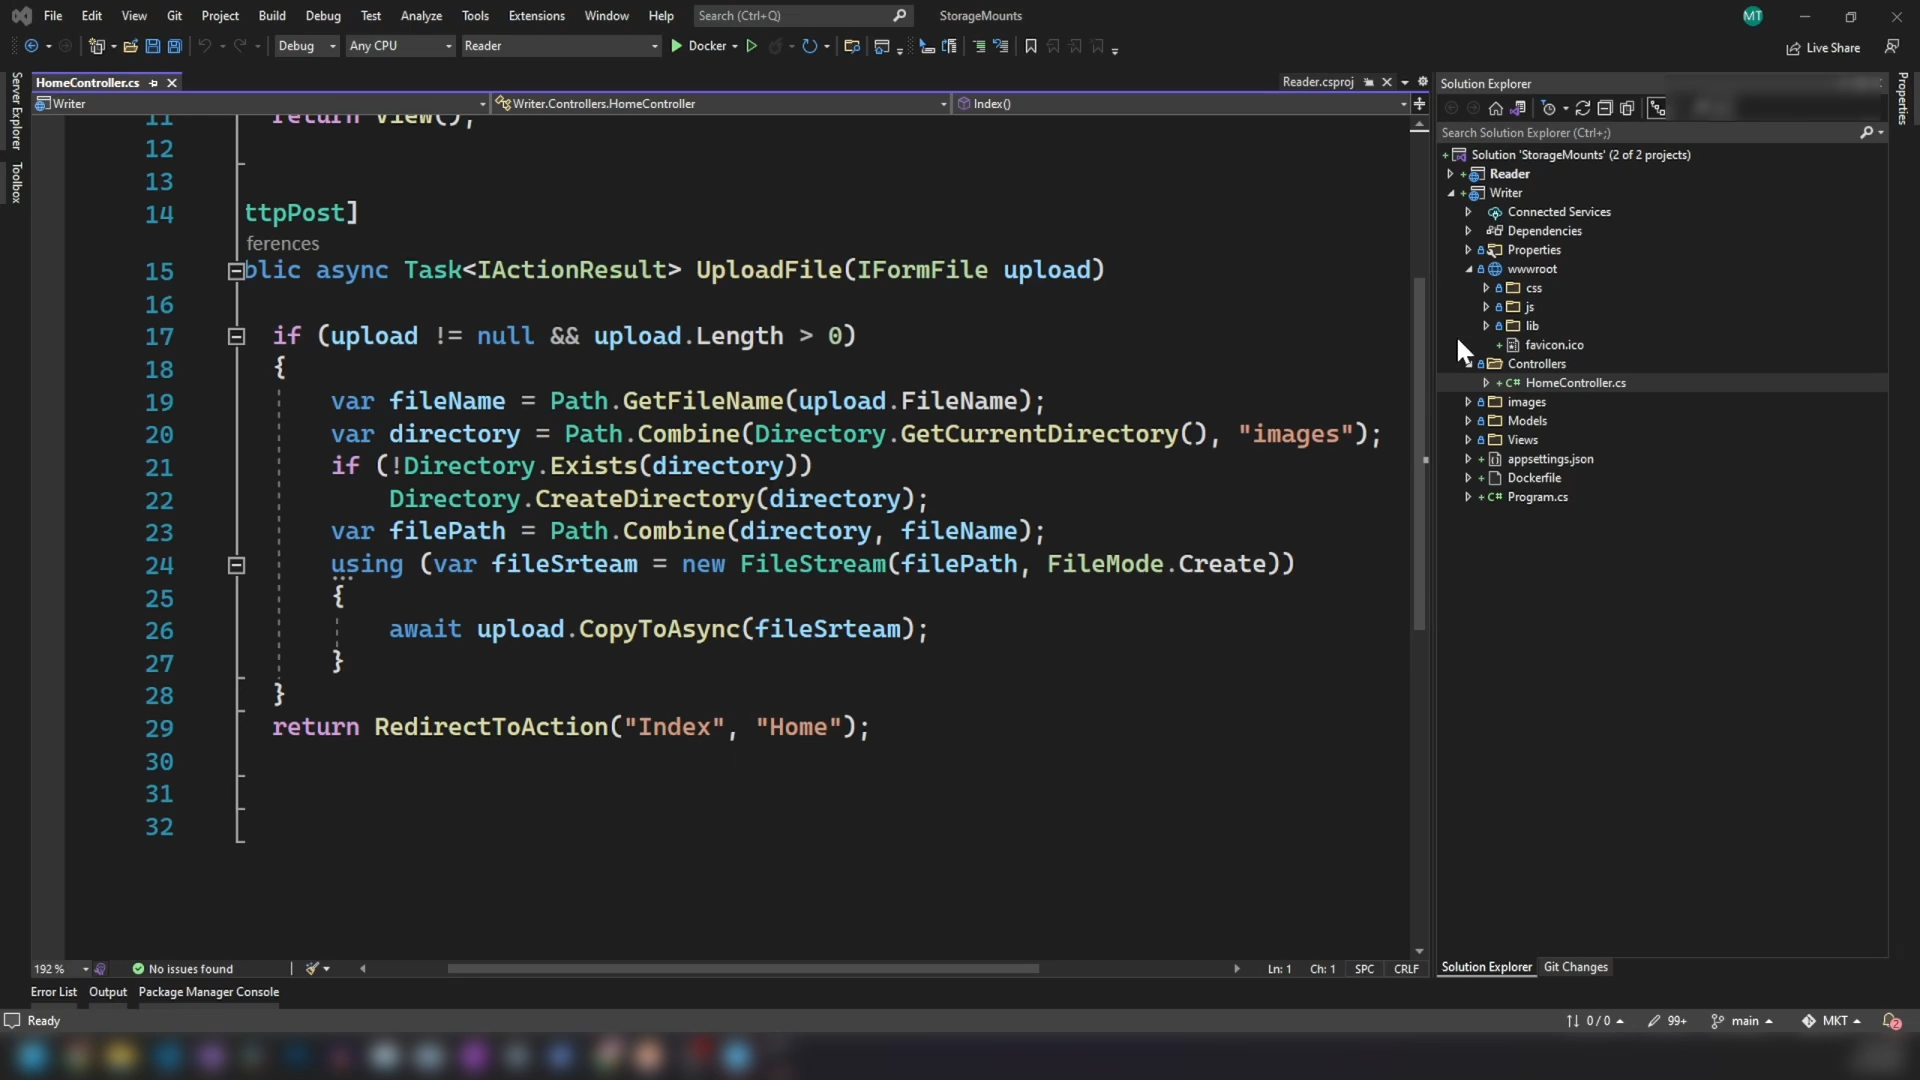 File Edit View Git Project Build Debug Test Analyze Tools Extensions Window Help Search (Ctrl+Q) StorageMounts MT
Debug Any CPU Reader Docker Live Share
HomeController.cs Reader.csproj
Writer Writer.Controllers.HomeController Index()
Server Explorer
Toolbox
11 return View();
12
13
14 ttpPost]
ferences
15 blic async Task<IActionResult> UploadFile(IFormFile upload)
16
17 if (upload != null && upload.Length > 0)
18 {
19 var fileName = Path.GetFileName(upload.FileName);
20 var directory = Path.Combine(Directory.GetCurrentDirectory(), "images");
21 if (!Directory.Exists(directory))
22 Directory.CreateDirectory(directory);
23 var filePath = Path.Combine(directory, fileName);
24 using (var fileSrteam = new FileStream(filePath, FileMode.Create))
25 {
26 await upload.CopyToAsync(fileSrteam);
27 }
28 }
29 return RedirectToAction("Index", "Home");
30
31
32
192 % No issues found Ln: 1 Ch: 1 SPC CRLF
Solution Explorer
Search Solution Explorer (Ctrl+;)
Solution 'StorageMounts' (2 of 2 projects)
Reader
Writer
Connected Services
Dependencies
Properties
wwwroot
css
js
lib
favicon.ico
Controllers
C# HomeController.cs
images
Models
Views
appsettings.json
Dockerfile
C# Program.cs
Solution Explorer Git Changes
Properties
Error List Output Package Manager Console
Ready 0 / 0 99+ main MKT 2